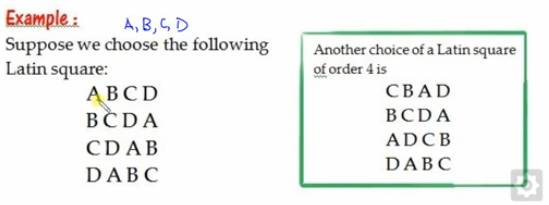 Example :
A, B, C, D
Suppose we choose the following
Latin square:
A B C D
B C D A
C D A B
D A B C
Another choice of a Latin square
of order 4 is
C B A D
B C D A
A D C B
D A B C